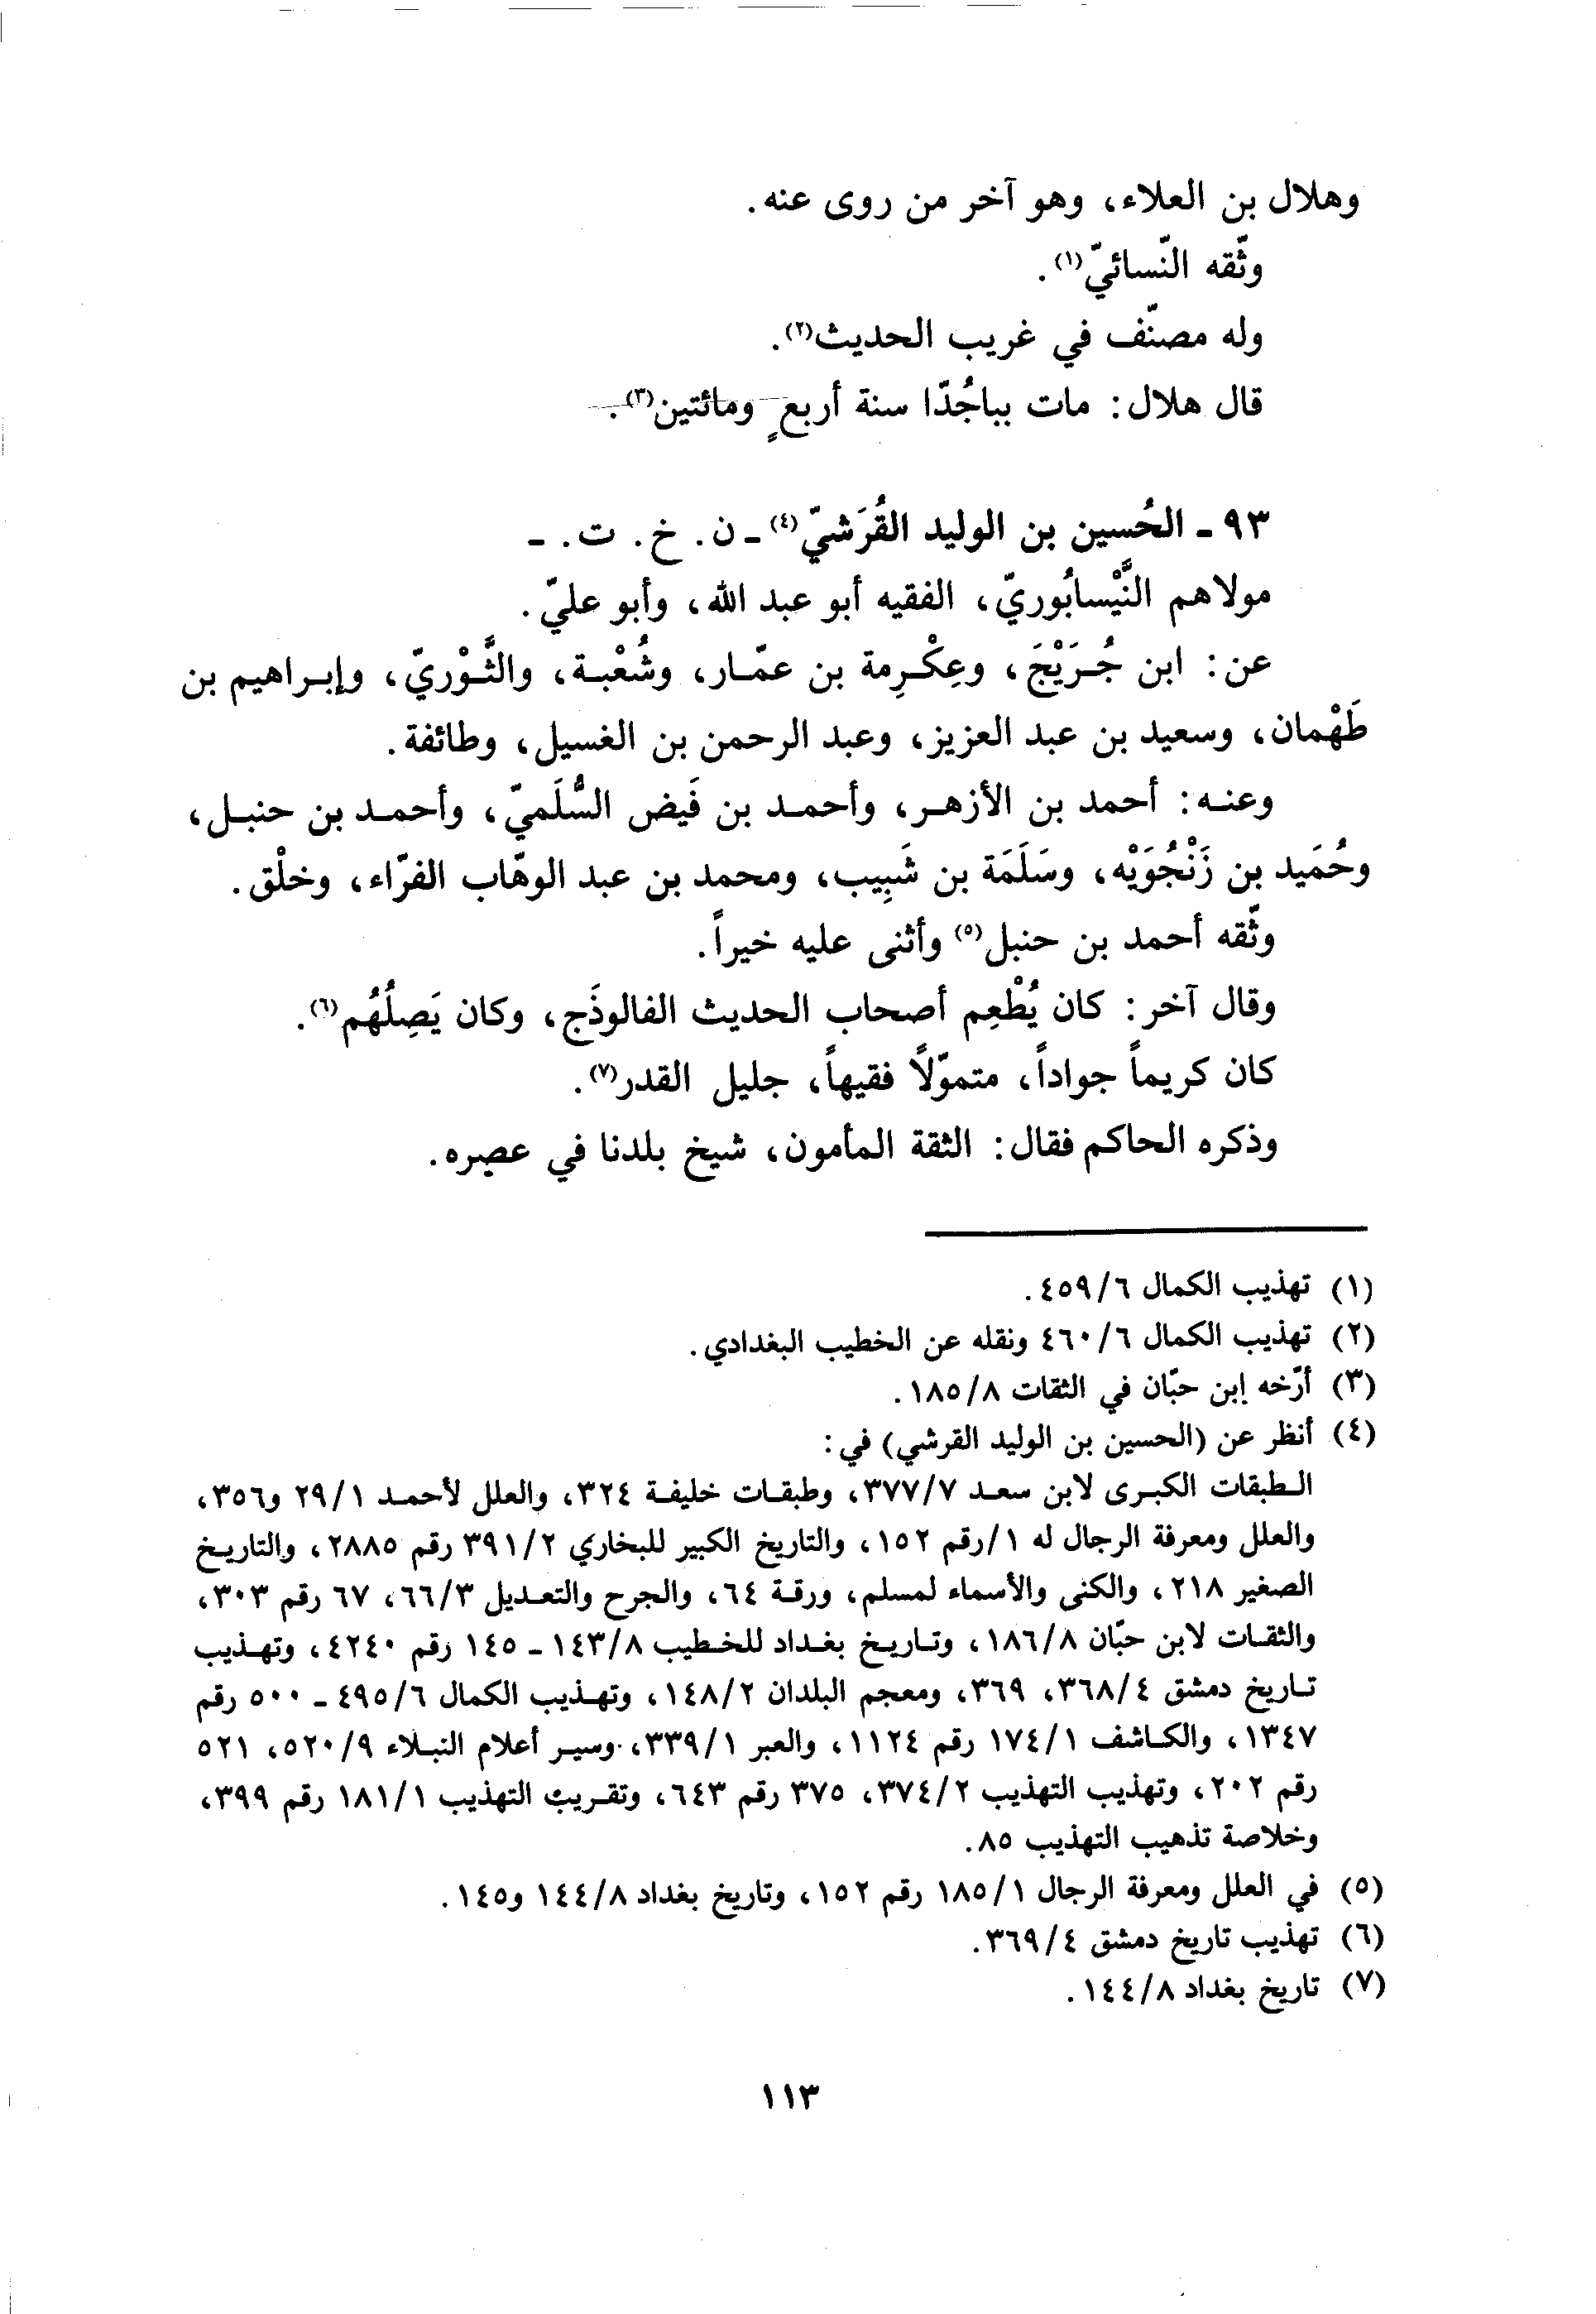 وهلال بن العلاء، وهو آخر من روى عنه.
وثّقه النّسائيّ(١).
وله مصنّف في غريب الحديث(٢).
قال هلال: مات بباجُدّا سنة أربعٍ ومائتين(٣).
٩٣ - الحُسين بن الوليد القُرَشيّ(٤) - ن. خ. ت. -
مولاهم النَّيْسابُوريّ، الفقيه أبو عبد الله، وأبو عليّ.
عن: ابن جُرَيْجَ، وعِكْرِمة بن عمّار، وشُعْبة، والثَّوْريّ، وإبراهيم بن
طَهْمان، وسعيد بن عبد العزيز، وعبد الرحمن بن الغسيل، وطائفة.
وعنه: أحمد بن الأزهر، وأحمد بن فَيض السُّلَميّ، وأحمد بن حنبل،
وحُمَيد بن زَنْجُوَيْه، وسَلَمَة بن شَبِيب، ومحمد بن عبد الوهّاب الفرّاء، وخلْق.
وثّقه أحمد بن حنبل(٥) وأثنى عليه خيراً.
وقال آخر: كان يُطْعِم أصحاب الحديث الفالوذَج، وكان يَصِلُهُم(٦).
كان كريماً جواداً، متموّلاً فقيهاً، جليل القدر(٧).
وذكره الحاكم فقال: الثقة المأمون، شيخ بلدنا في عصره.
(١) تهذيب الكمال ٤٥٩/٦.
(٢) تهذيب الكمال ٤٦٠/٦ ونقله عن الخطيب البغدادي.
(٣) أرّخه إبن حبّان في الثقات ١٨٥/٨.
(٤) أنظر عن (الحسين بن الوليد القرشي) في:
الطبقات الكبرى لابن سعد ٣٧٧/٧، وطبقات خليفة ٣٢٤، والعلل لأحمد ٢٩/١ و٣٥٦،
والعلل ومعرفة الرجال له ١/رقم ١٥٢، والتاريخ الكبير للبخاري ٣٩١/٢ رقم ٢٨٨٥، والتاريخ
الصغير ٢١٨، والكنى والأسماء لمسلم، ورقة ٦٤، والجرح والتعديل ٦٦/٣، ٦٧ رقم ٣٠٣،
والثقات لابن حبّان ١٨٦/٨، وتاريخ بغداد للخطيب ١٤٣/٨ - ١٤٥ رقم ٤٢٤٠، وتهذيب
تاريخ دمشق ٣٦٨/٤، ٣٦٩، ومعجم البلدان ١٤٨/٢، وتهذيب الكمال ٤٩٥/٦ - ٥٠٠ رقم
١٣٤٧، والكاشف ١٧٤/١ رقم ١١٢٤، والعبر ٣٣٩/١، وسير أعلام النبلاء ٥٢٠/٩، ٥٢١
رقم ٢٠٢، وتهذيب التهذيب ٣٧٤/٢، ٣٧٥ رقم ٦٤٣، وتقريب التهذيب ١٨١/١ رقم ٣٩٩،
وخلاصة تذهيب التهذيب ٨٥.
(٥) في العلل ومعرفة الرجال ١٨٥/١ رقم ١٥٢، وتاريخ بغداد ١٤٤/٨ و١٤٥.
(٦) تهذيب تاريخ دمشق ٣٦٩/٤.
(٧) تاريخ بغداد ١٤٤/٨.
١١٣